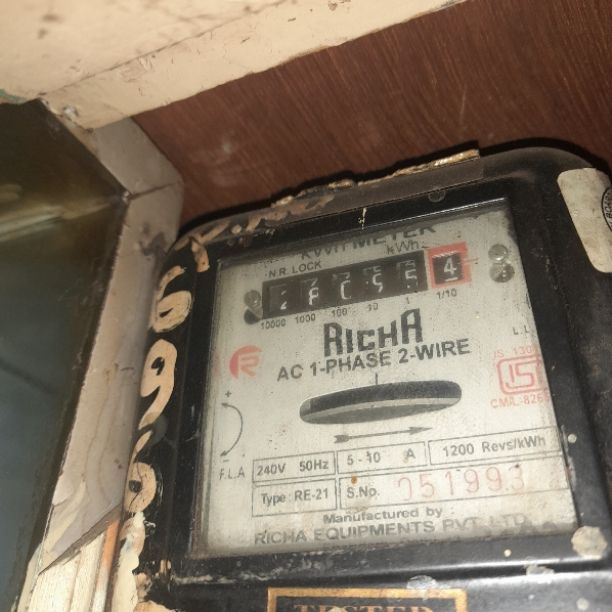 KWH METER
kWh
N.R. LOCK
4
10000 1000 100 10 1 1/10
RICHA
R
AC 1-PHASE 2-WIRE
+
F.L.A
240V 50Hz 5 - 10 A 1200 Revs/kWh
Type : RE-21 S.No. 051993
Manufactured by
RICHA EQUIPMENTS PVT. LTD.